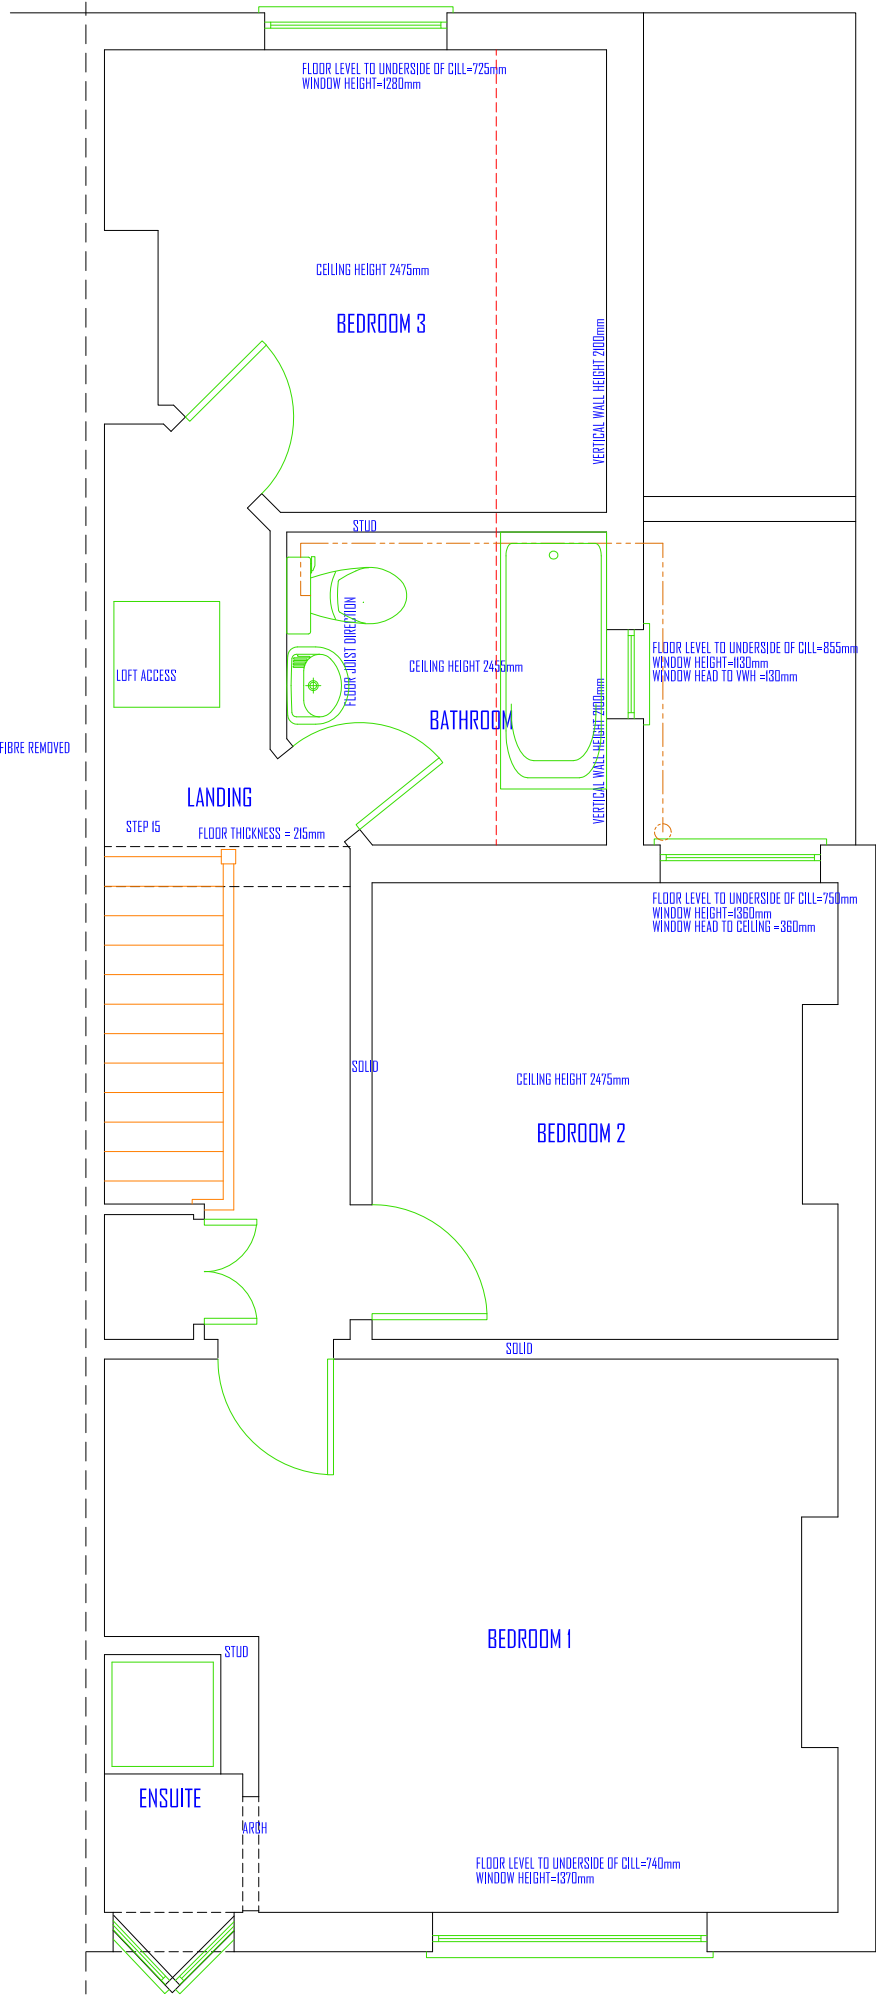 FLOOR LEVEL TO UNDERSIDE OF CILL=725mm
WINDOW HEIGHT=1280mm
CEILING HEIGHT 2475mm
BEDROOM 3
VERTICAL WALL HEIGHT 2100mm
STUD
FLOOR JOIST DIRECTION
CEILING HEIGHT 2455mm
FLOOR LEVEL TO UNDERSIDE OF CILL=855mm
WINDOW HEIGHT=1130mm
WINDOW HEAD TO VWH =130mm
LOFT ACCESS
BATHROOM
VERTICAL WALL HEIGHT 2100mm
FIBRE REMOVED
LANDING
STEP 15
FLOOR THICKNESS = 215mm
FLOOR LEVEL TO UNDERSIDE OF CILL=750mm
WINDOW HEIGHT=1360mm
WINDOW HEAD TO CEILING =360mm
SOLID
CEILING HEIGHT 2475mm
BEDROOM 2
SOLID
BEDROOM 1
STUD
ENSUITE
ARCH
FLOOR LEVEL TO UNDERSIDE OF CILL=740mm
WINDOW HEIGHT=1370mm